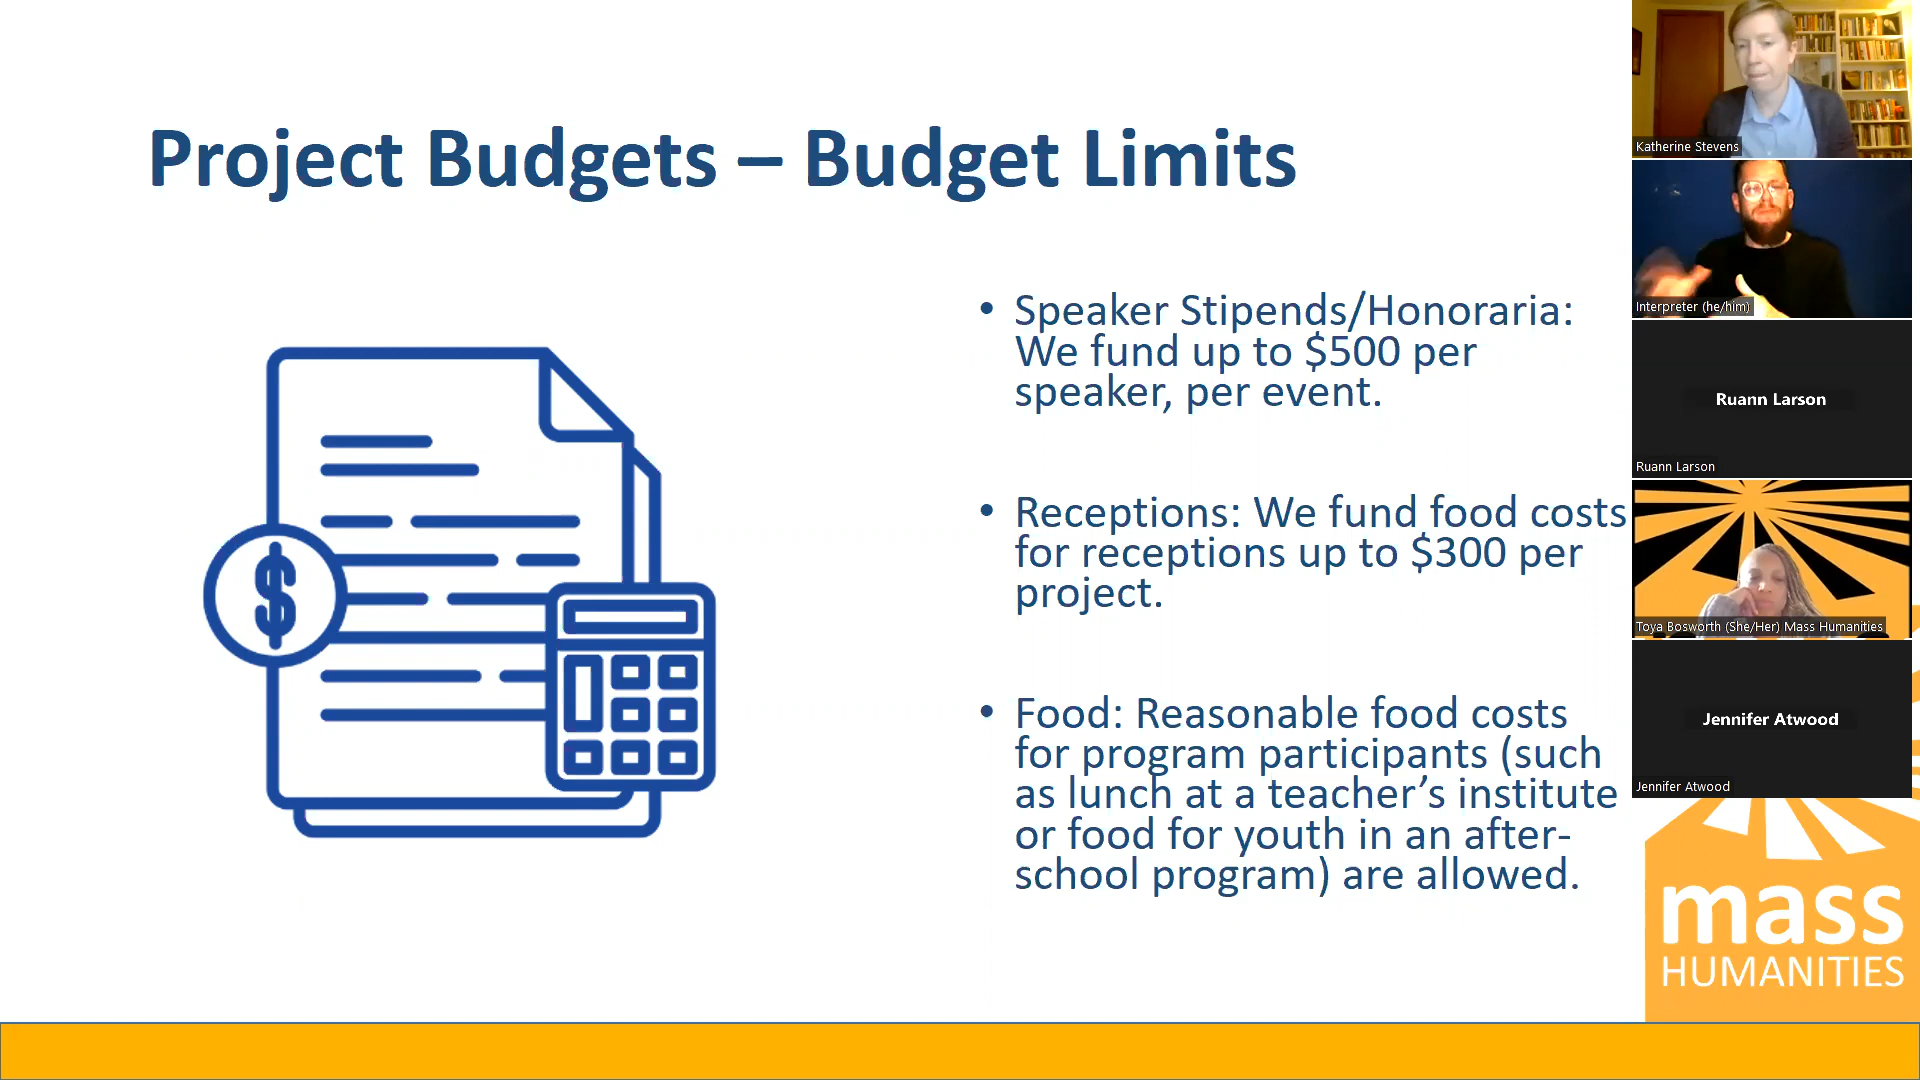 Project Budgets – Budget Limits
• Speaker Stipends/Honoraria:
We fund up to $500 per
speaker, per event.
• Receptions: We fund food costs
for receptions up to $300 per
project.
• Food: Reasonable food costs
for program participants (such
as lunch at a teacher’s institute
or food for youth in an after-
school program) are allowed.
$
Katherine Stevens
Interpreter (he/him)
Ruann Larson
Ruann Larson
Toya Bosworth (She/Her) Mass Humanities
Jennifer Atwood
Jennifer Atwood
mass
HUMANITIES